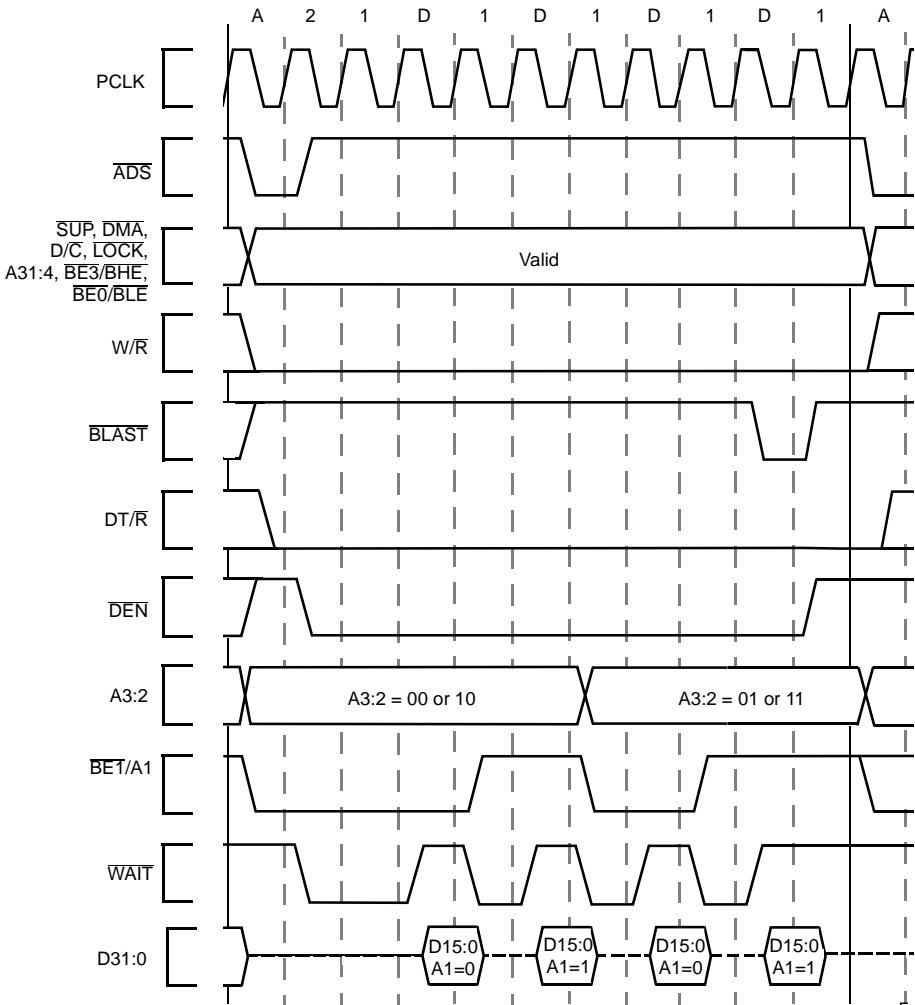 A 2 1 D 1 D 1 D 1 D 1 A
PCLK
ADS
SUP, DMA,
D/C, LOCK,
A31:4, BE3/BHE,
BE0/BLE
Valid
W/R
BLAST
DT/R
DEN
A3:2
A3:2 = 00 or 10
A3:2 = 01 or 11
BE1/A1
WAIT
D31:0
D15:0
A1=0
D15:0
A1=1
D15:0
A1=0
D15:0
A1=1